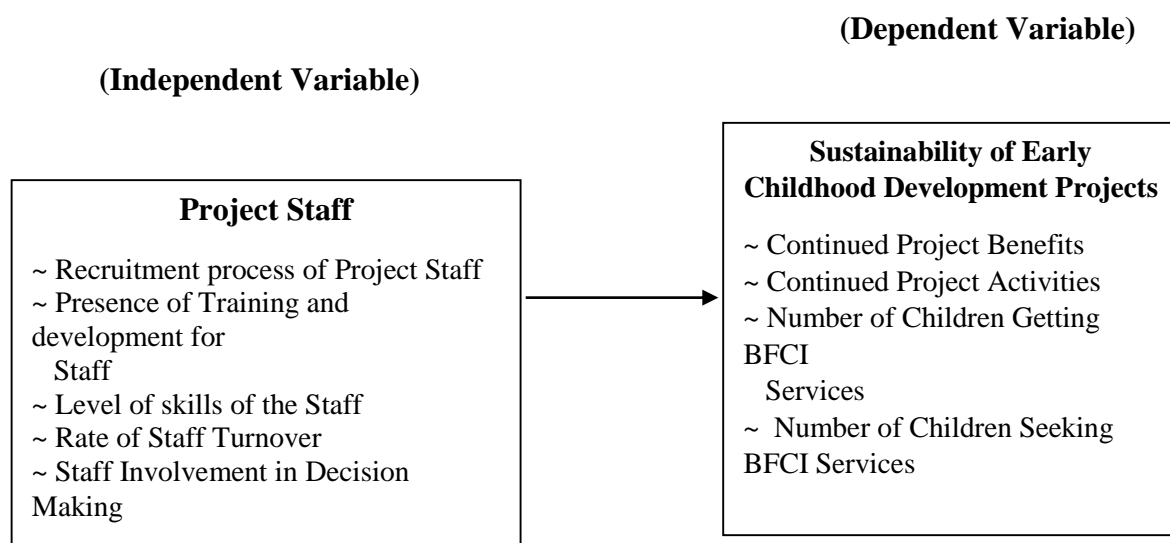 (Dependent Variable)
(Independent Variable)
Project Staff
~ Recruitment process of Project Staff
~ Presence of Training and
development for
Staff
~ Level of skills of the Staff
~ Rate of Staff Turnover
~ Staff Involvement in Decision
Making
Sustainability of Early
Childhood Development Projects
~ Continued Project Benefits
~ Continued Project Activities
~ Number of Children Getting
BFCI
Services
~ Number of Children Seeking
BFCI Services